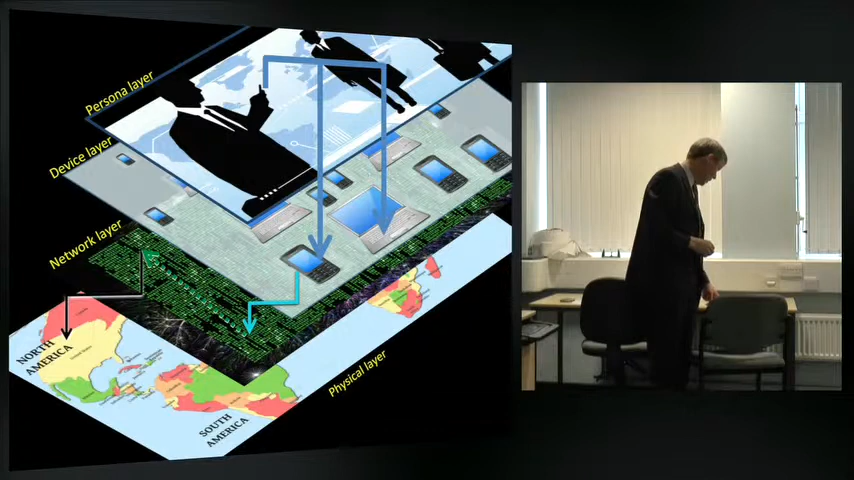 Persona layer
Device layer
Network layer
Physical layer
NORTH
AMERICA
SOUTH
AMERICA